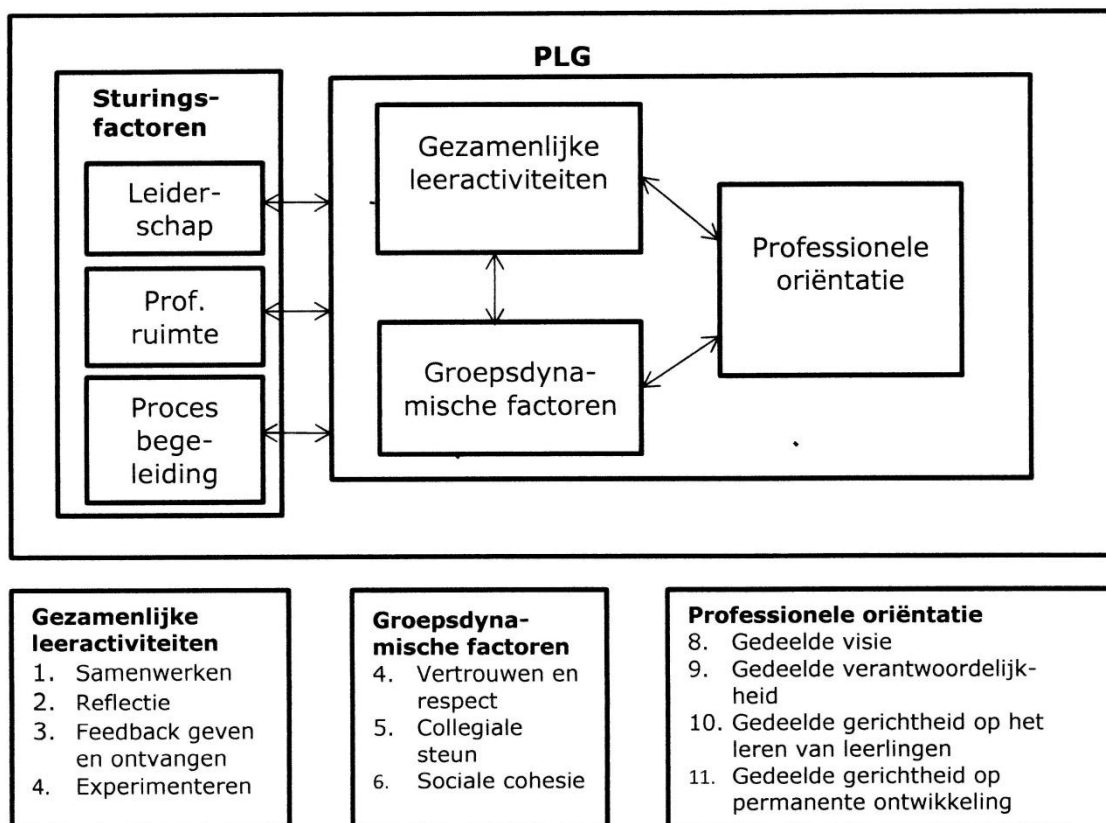 PLG
Sturings-
factoren
Leider-
schap
Prof.
ruimte
Proces
bege-
leiding
Gezamenlijke
leeractiviteiten
Groepsdyna-
mische factoren
Professionele
oriëntatie
Gezamenlijke
leeractiviteiten
1. Samenwerken
2. Reflectie
3. Feedback geven
en ontvangen
4. Experimenteren
Groepsdyna-
mische factoren
4. Vertrouwen en
respect
5. Collegiale
steun
6. Sociale cohesie
Professionele oriëntatie
8. Gedeelde visie
9. Gedeelde verantwoordelijk-
heid
10. Gedeelde gerichtheid op het
leren van leerlingen
11. Gedeelde gerichtheid op
permanente ontwikkeling